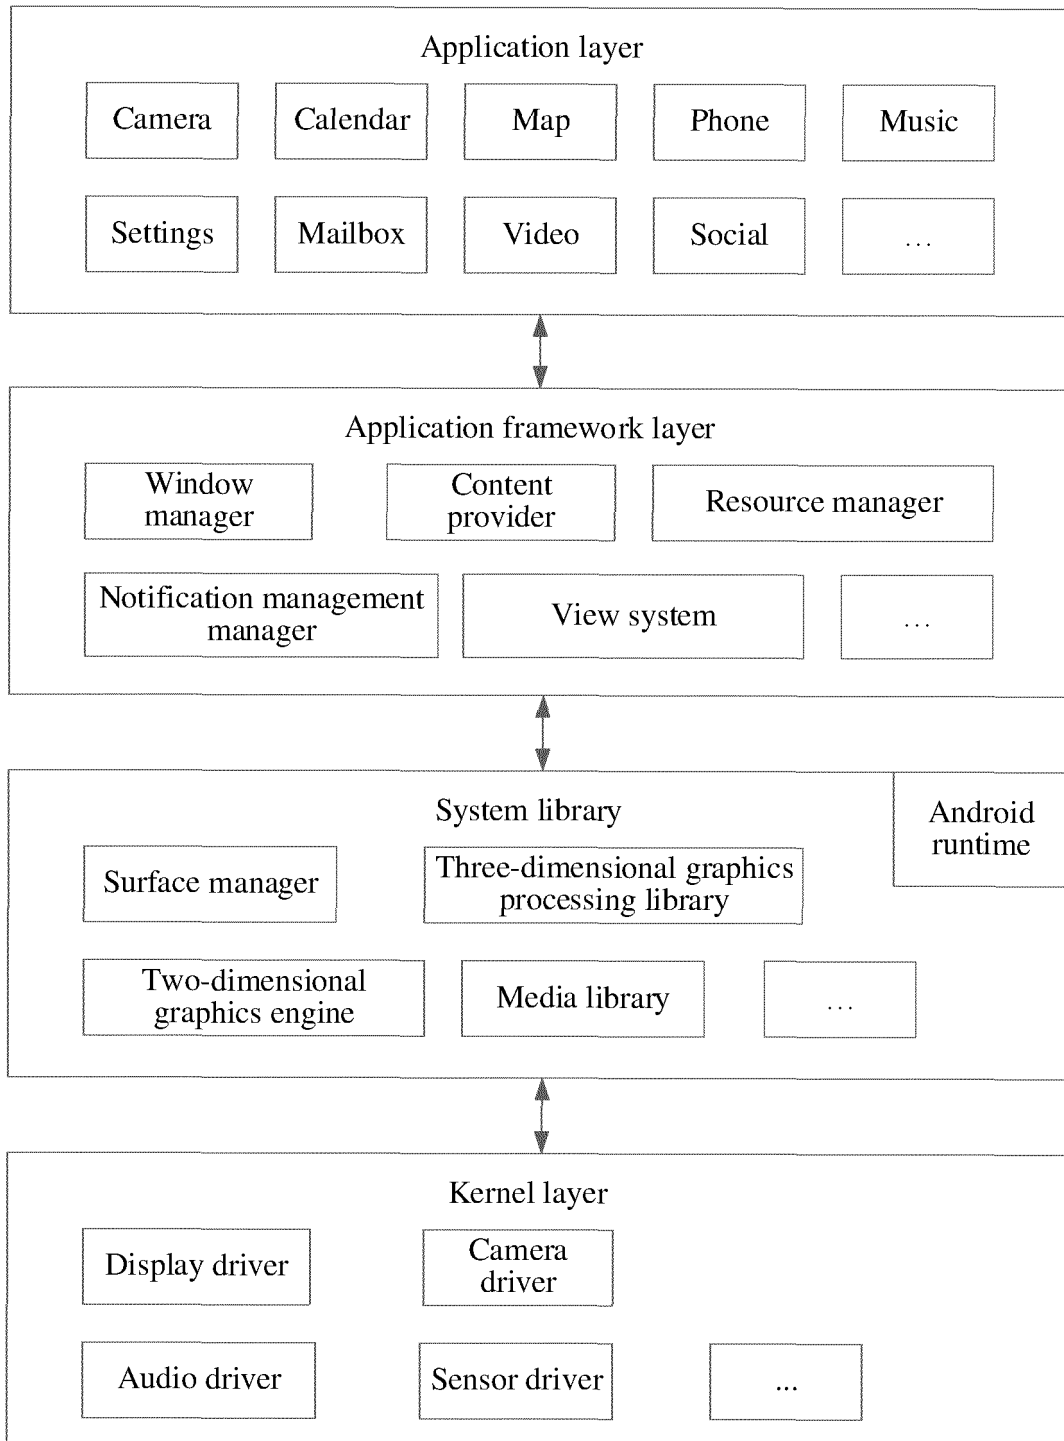 Application layer
Camera
Calendar
Map
Phone
Music
Settings
Mailbox
Video
Social
...
Application framework layer
Window
manager
Content
provider
Resource manager
Notification management
manager
View system
...
System library
Android
runtime
Surface manager
Three-dimensional graphics
processing library
Two-dimensional
graphics engine
Media library
...
Kernel layer
Display driver
Camera
driver
Audio driver
Sensor driver
...